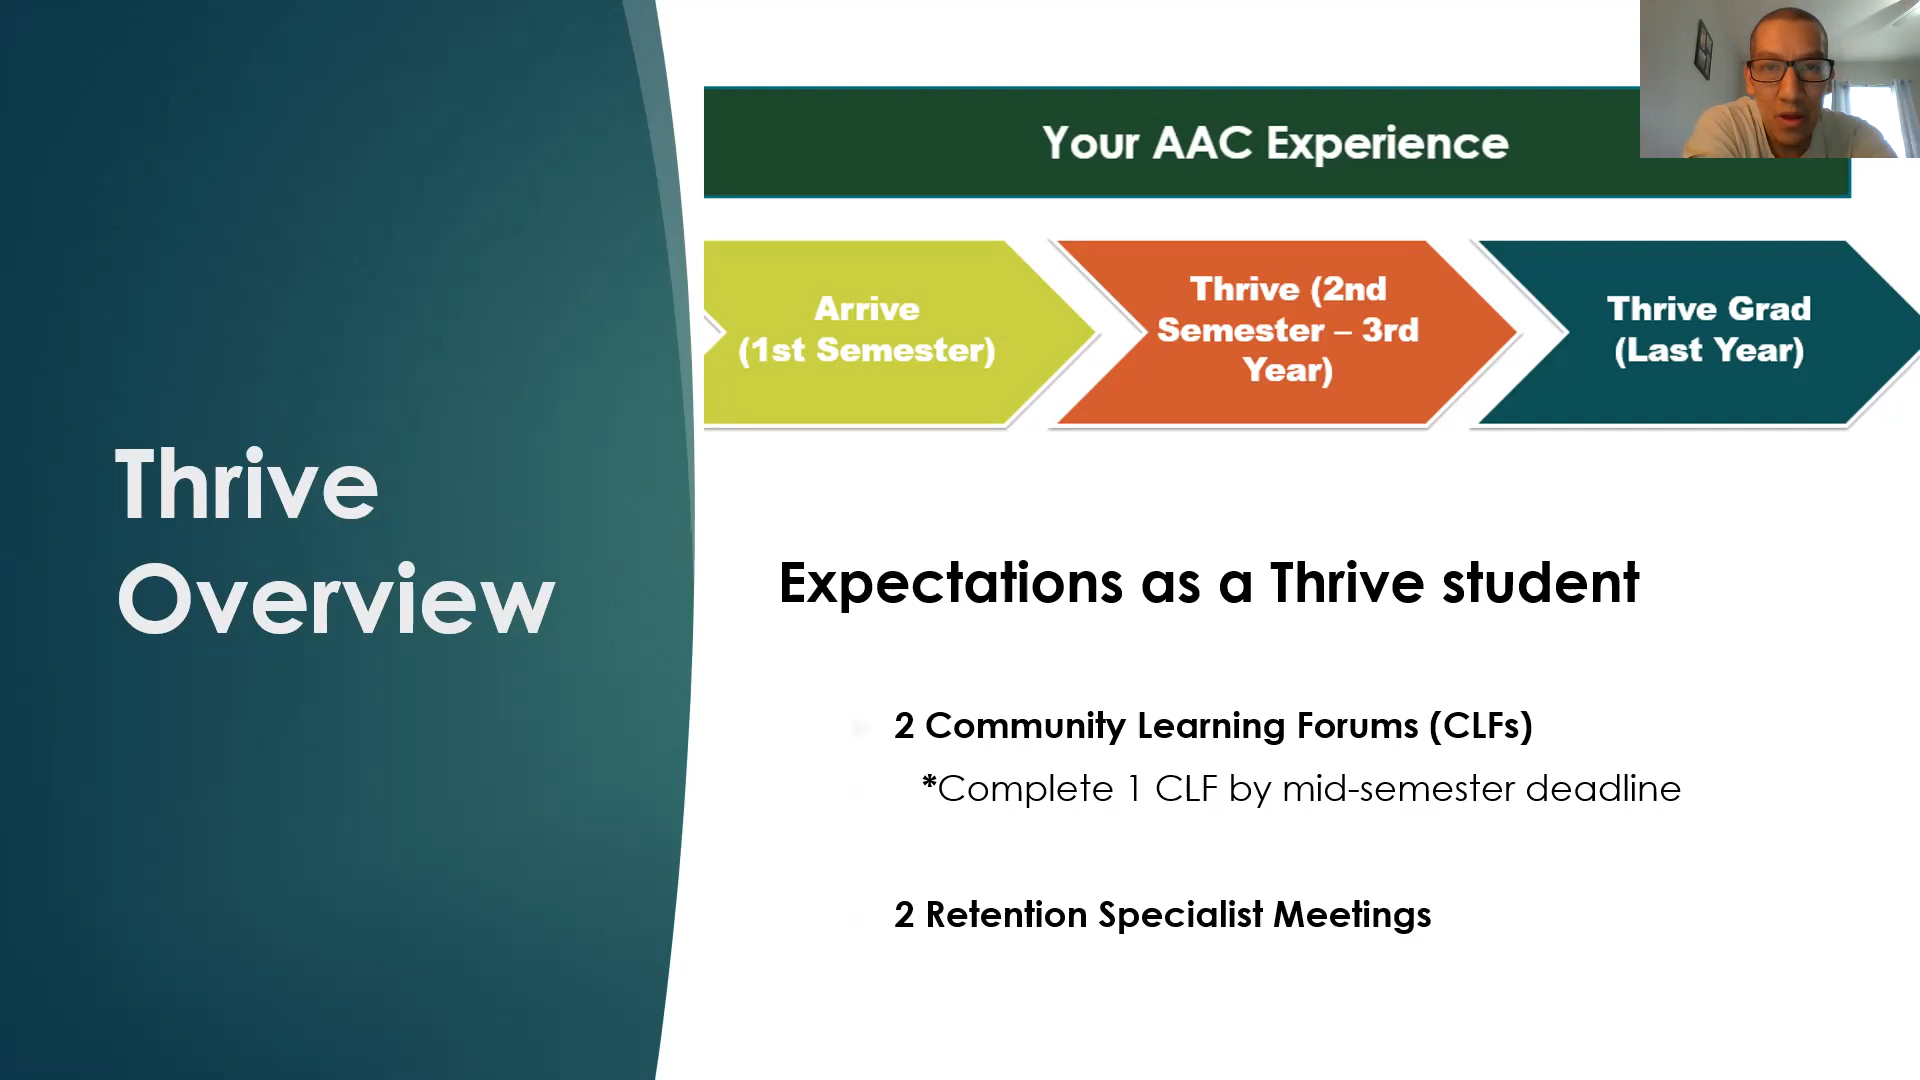 Thrive
Overview
Your AAC Experience
Arrive
(1st Semester)
Thrive (2nd
Semester – 3rd
Year)
Thrive Grad
(Last Year)
Expectations as a Thrive student
2 Community Learning Forums (CLFs)
*Complete 1 CLF by mid-semester deadline
2 Retention Specialist Meetings